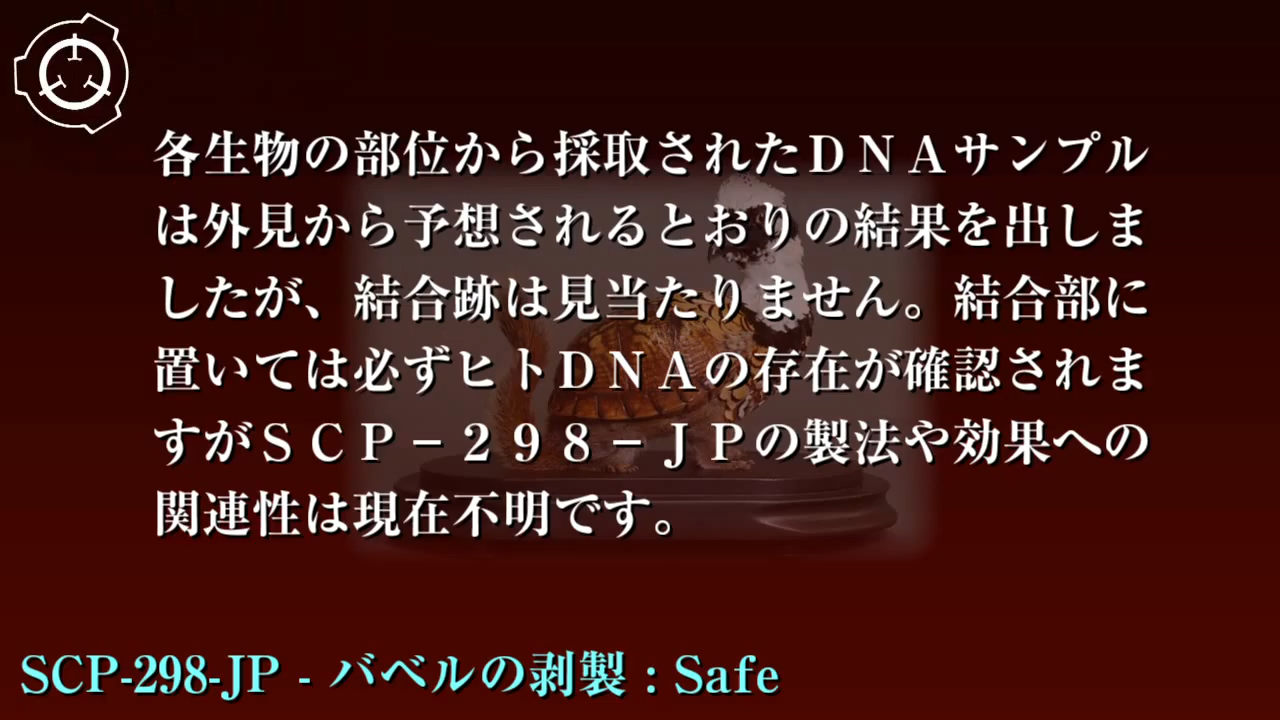 各生物の部位から採取されたＤＮＡサンプル
は外見から予想されるとおりの結果を出しま
したが、結合跡は見当たりません。結合部に
置いては必ずヒトＤＮＡの存在が確認されま
すがＳＣＰ－２９８－ＪＰの製法や効果への
関連性は現在不明です。
SCP-298-JP - バベルの剥製 : Safe